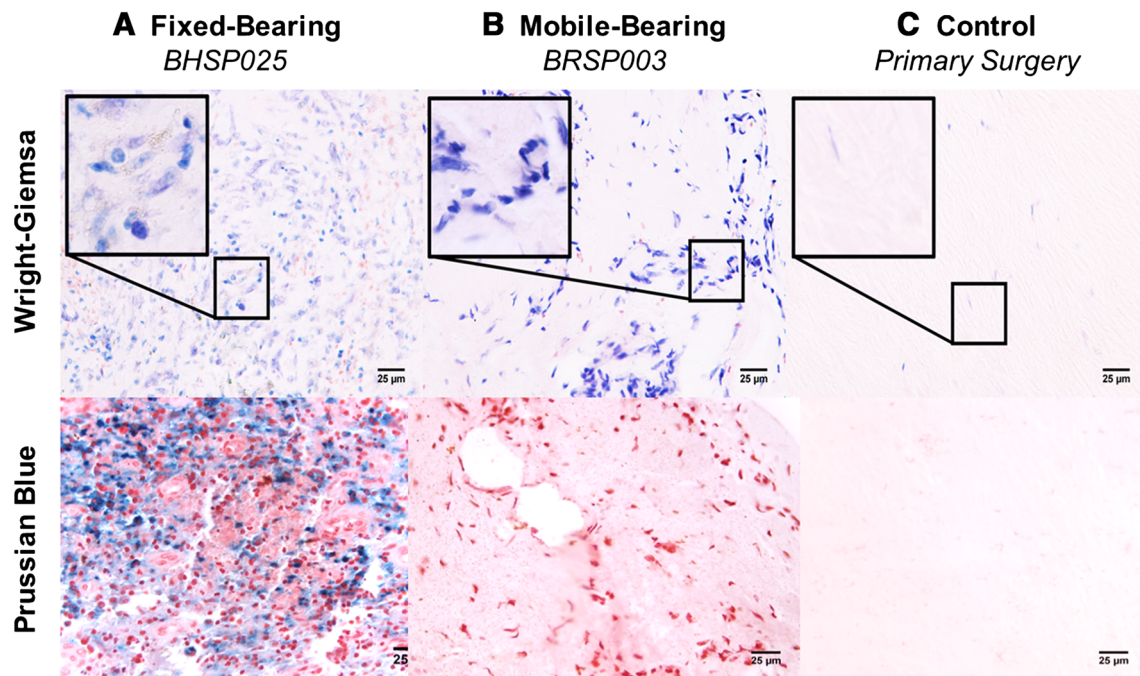 A Fixed-Bearing
BHSP025
B Mobile-Bearing
BRSP003
C Control
Primary Surgery
Wright-Giemsa
25 µm
25 µm
25 µm
Prussian Blue
25
25 µm
25 µm